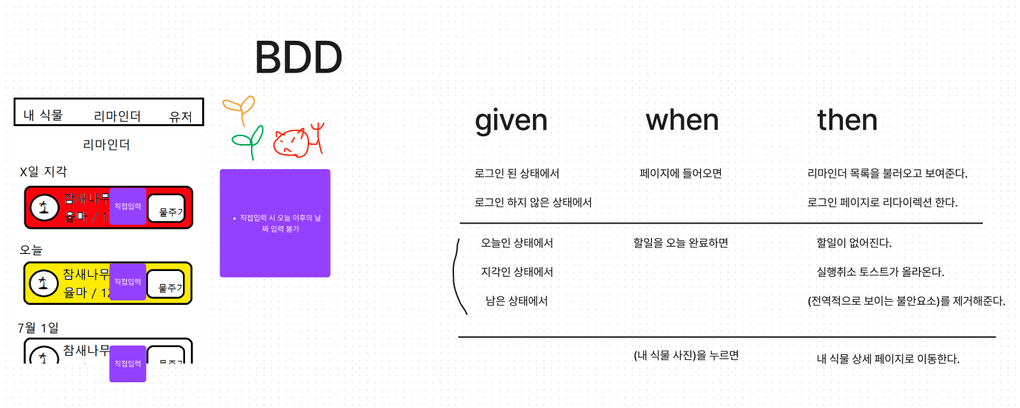 BDD
내 식물 리마인더 유저
리마인더
X일 지각
참새나무
율마 / 1
직접입력
물주기
오늘
참새나무
율마 / 12
직접입력
물주기
7월 1일
참새나무
직접입력
물주기
• 직접입력 시 오늘 이후의 날
짜 입력 불가
given when then
로그인 된 상태에서 페이지에 들어오면 리마인더 목록을 불러오고 보여준다.
로그인 하지 않은 상태에서 로그인 페이지로 리다이렉션 한다.
오늘인 상태에서 할일을 오늘 완료하면 할일이 없어진다.
지각인 상태에서 실행취소 토스트가 올라온다.
남은 상태에서 (전역적으로 보이는 불안요소)를 제거해준다.
(내 식물 사진)을 누르면 내 식물 상세 페이지로 이동한다.